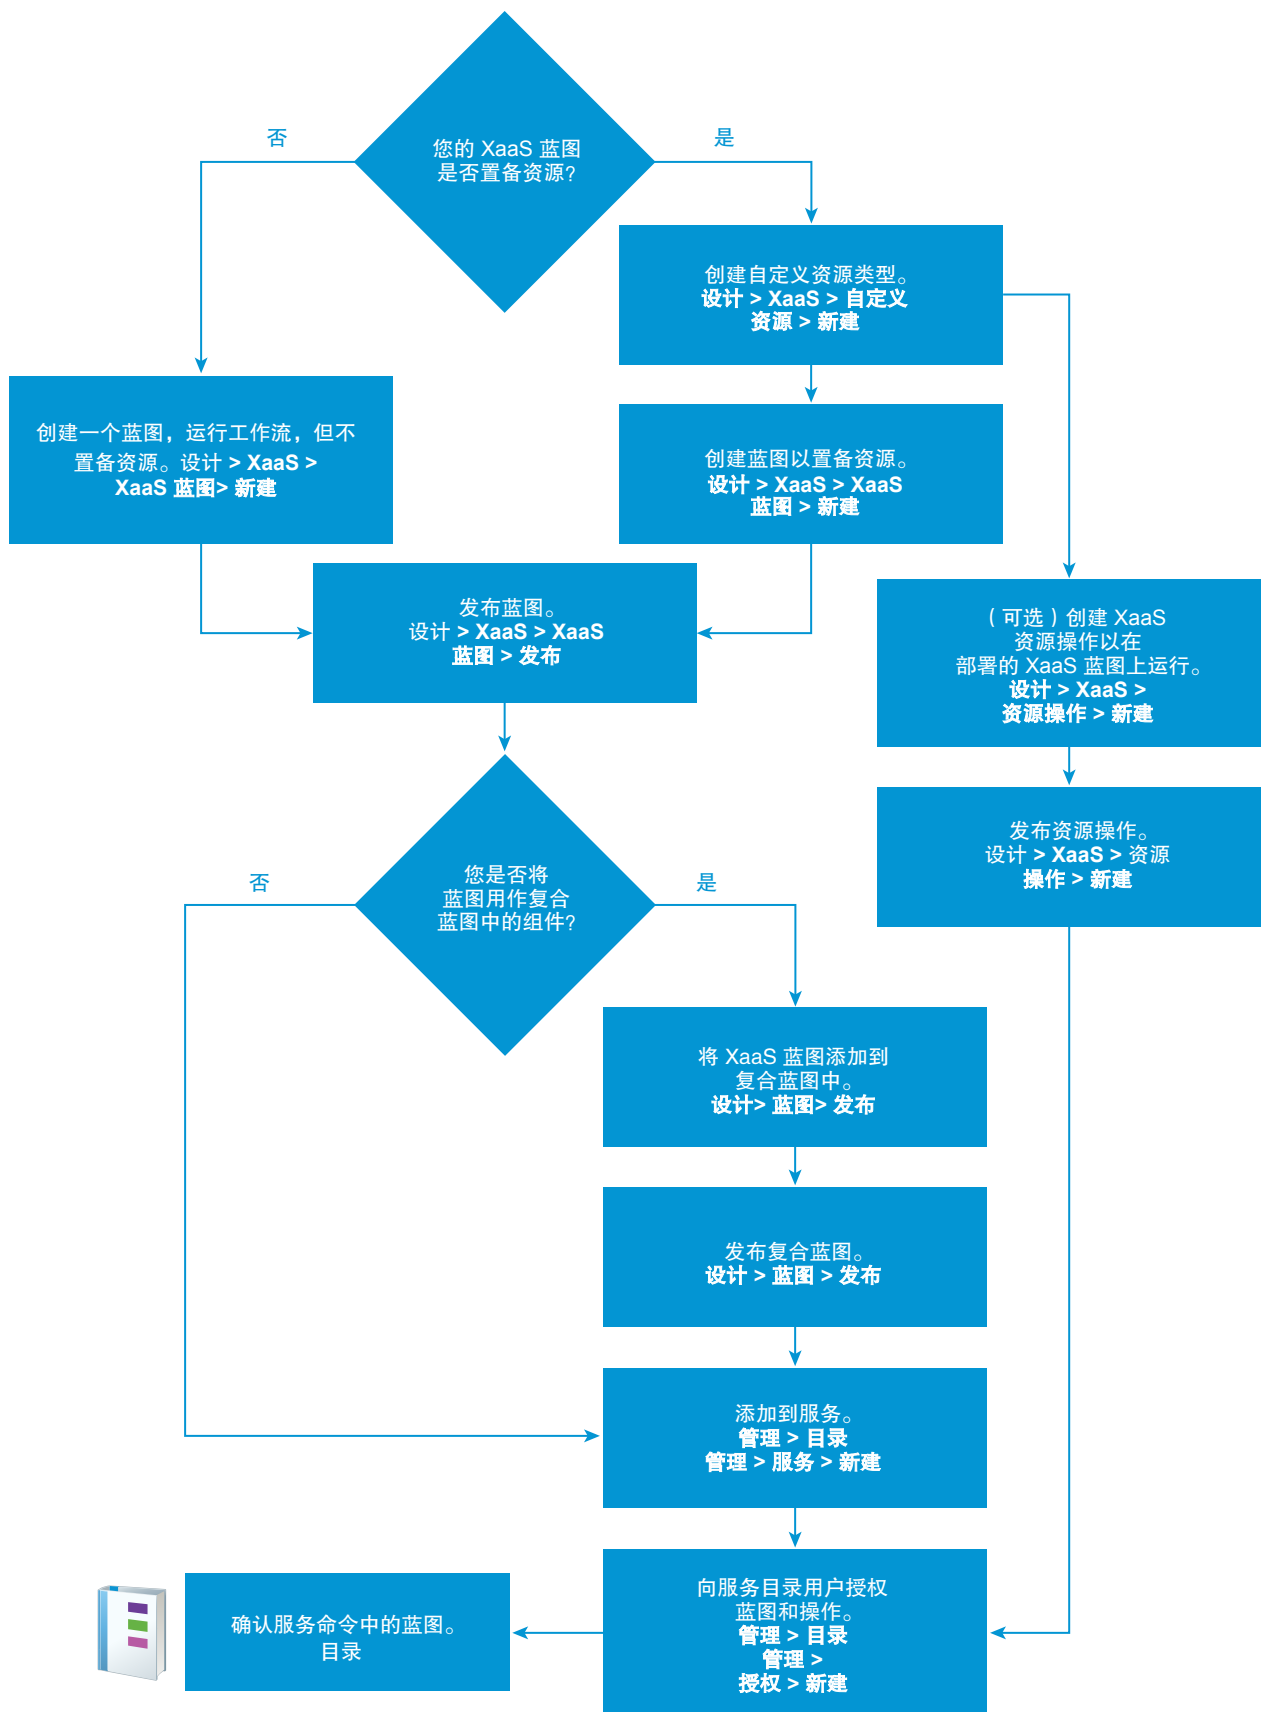 否
您的 XaaS 蓝图
是否置备资源？
是
创建自定义资源类型。
设计 > XaaS > 自定义
资源 > 新建
创建一个蓝图，运行工作流，但不
置备资源。设计 > XaaS >
XaaS 蓝图> 新建
创建蓝图以置备资源。
设计 > XaaS > XaaS
蓝图 > 新建
发布蓝图。
设计 > XaaS > XaaS
蓝图 > 发布
（可选）创建 XaaS
资源操作以在
部署的 XaaS 蓝图上运行。
设计 > XaaS >
资源操作 > 新建
发布资源操作。
设计 > XaaS > 资源
操作 > 新建
否
您是否将
蓝图用作复合
蓝图中的组件？
是
将 XaaS 蓝图添加到
复合蓝图中。
设计> 蓝图> 发布
发布复合蓝图。
设计 > 蓝图 > 发布
添加到服务。
管理 > 目录
管理 > 服务 > 新建
向服务目录用户授权
蓝图和操作。
管理 > 目录
管理 >
授权 > 新建
确认服务命令中的蓝图。
目录